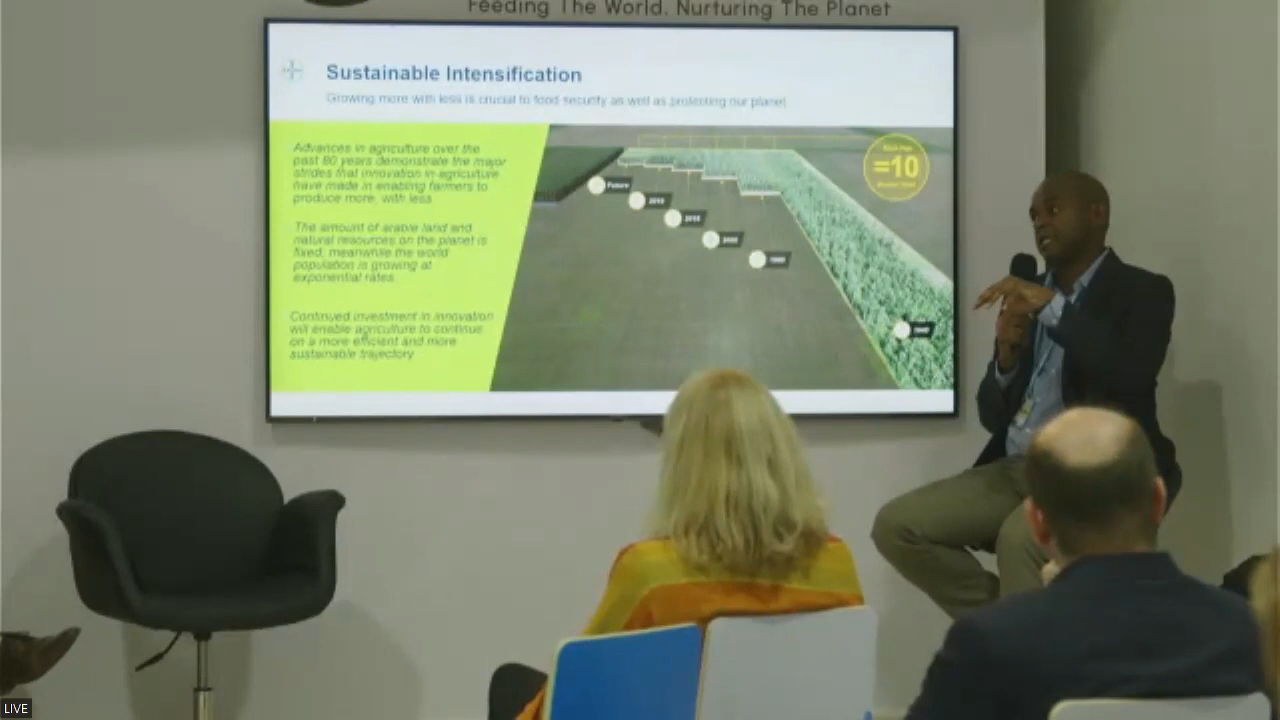 Feeding The World. Nurturing The Planet
Sustainable Intensification
Growing more with less is crucial to food security as well as protecting our planet
Advances in agriculture over the
past 80 years demonstrate the major
strides that innovation in agriculture
have made in enabling farmers to
produce more, with less
The amount of arable land and
natural resources on the planet is
fixed, meanwhile the world
population is growing at
exponential rates.
Continued investment in innovation
will enable agriculture to continue
on a more efficient and more
sustainable trajectory
=10
Future
LIVE